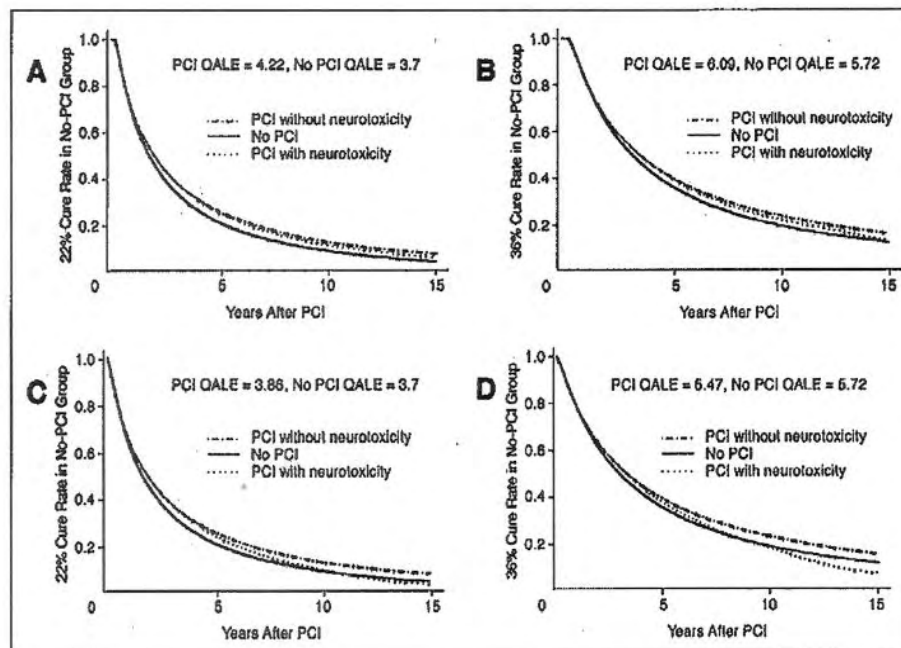 A
22% Cure Rate in No-PCI Group
1.0
0.8
0.6
0.4
0.2
0
5
10
15
Years After PCI
PCI QALE = 4.22, No PCI QALE = 3.7
PCI without neurotoxicity
No PCI
PCI with neurotoxicity
B
36% Cure Rate in No-PCI Group
1.0
0.8
0.6
0.4
0.2
0
5
10
15
Years After PCI
PCI QALE = 6.09, No PCI QALE = 5.72
PCI without neurotoxicity
No PCI
PCI with neurotoxicity
C
22% Cure Rate in No-PCI Group
1.0
0.8
0.6
0.4
0.2
0
5
10
15
Years After PCI
PCI QALE = 3.86, No PCI QALE = 3.7
PCI without neurotoxicity
No PCI
PCI with neurotoxicity
D
36% Cure Rate in No-PCI Group
1.0
0.8
0.6
0.4
0.2
0
5
10
15
Years After PCI
PCI QALE = 5.47, No PCI QALE = 5.72
PCI without neurotoxicity
No PCI
PCI with neurotoxicity